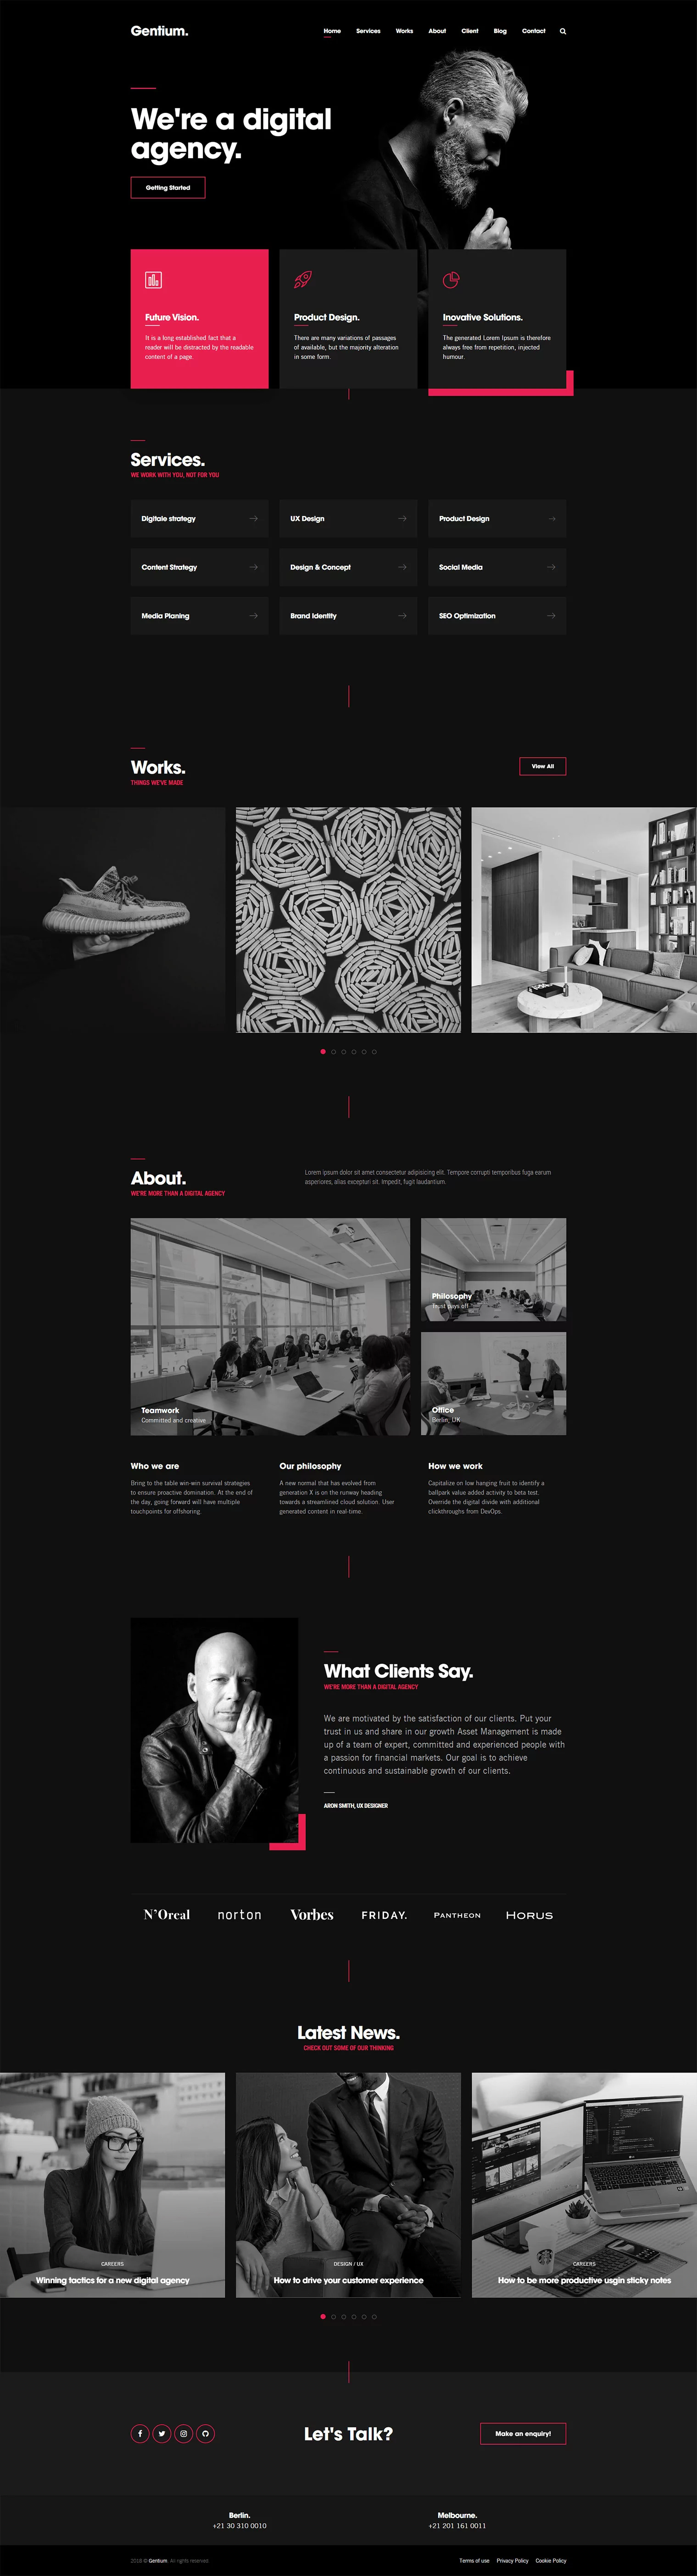 Gentium.
Home Services Works About Client Blog Contact
We're a digital
agency.
Getting Started
Future Vision.
It is a long established fact that a
reader will be distracted by the readable
content of a page.
Product Design.
There are many variations of passages
of available, but the majority alteration
in some form.
Inovative Solutions.
The generated Lorem Ipsum is therefore
always free from repetition, injected
humour.
Services.
WE WORK WITH YOU, NOT FOR YOU
Digitale strategy
UX Design
Product Design
Content Strategy
Design & Concept
Social Media
Media Planing
Brand Identity
SEO Optimization
Works.
THINGS WE'VE MADE
View All
About.
WE'RE MORE THAN A DIGITAL AGENCY
Lorem ipsum dolor sit amet consectetur adipisicing elit. Tempore corrupti temporibus fuga earum
asperiores, alias excepturi sit. Impedit, fugit laudantium.
Teamwork
Committed and creative
Philosophy
Trust pays off
Office
Berlin, UK
Who we are
Bring to the table win-win survival strategies
to ensure proactive domination. At the end of
the day, going forward will have multiple
touchpoints for offshoring.
Our philosophy
A new normal that has evolved from
generation X is on the runway heading
towards a streamlined cloud solution. User
generated content in real-time.
How we work
Capitalize on low hanging fruit to identify a
ballpark value added activity to beta test.
Override the digital divide with additional
clickthroughs from DevOps.
What Clients Say.
WE'RE MORE THAN A DIGITAL AGENCY
We are motivated by the satisfaction of our clients. Put your
trust in us and share in our growth Asset Management is made
up of a team of expert, committed and experienced people with
a passion for financial markets. Our goal is to achieve
continuous and sustainable growth of our clients.
ARON SMITH, UX DESIGNER
N'Oreal
norton
Vorbes
FRIDAY.
PANTHEON
HORUS
Latest News.
CHECK OUT SOME OF OUR THINKING
CAREERS
Winning tactics for a new digital agency
DESIGN / UX
How to drive your customer experience
CAREERS
How to be more productive usgin sticky notes
Let's Talk?
Make an enquiry!
Berlin.
+21 30 310 0010
Melbourne.
+21 201 161 0011
2018 © Gentium. All rights reserved.
Terms of use Privacy Policy Cookie Policy